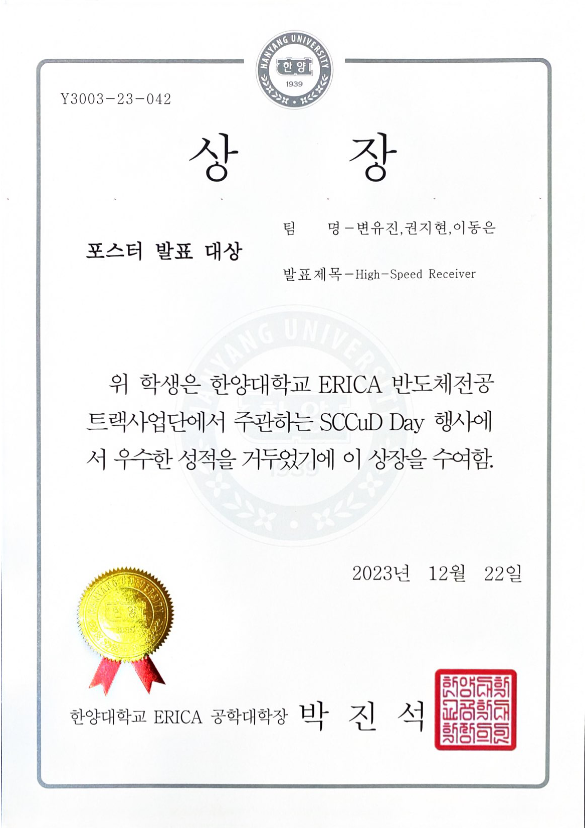 HANYANG UNIVERSITY
한양
1939
Y3003-23-042
상 장
팀 명-변유진,권지현,이동은
포스터 발표 대상
발표제목-High-Speed Receiver
위 학생은 한양대학교 ERICA 반도체전공
트랙사업단에서 주관하는 SCCuD Day 행사에
서 우수한 성적을 거두었기에 이 상장을 수여함.
2023년 12월 22일
한양대학교 ERICA 공학대학장 박 진 석